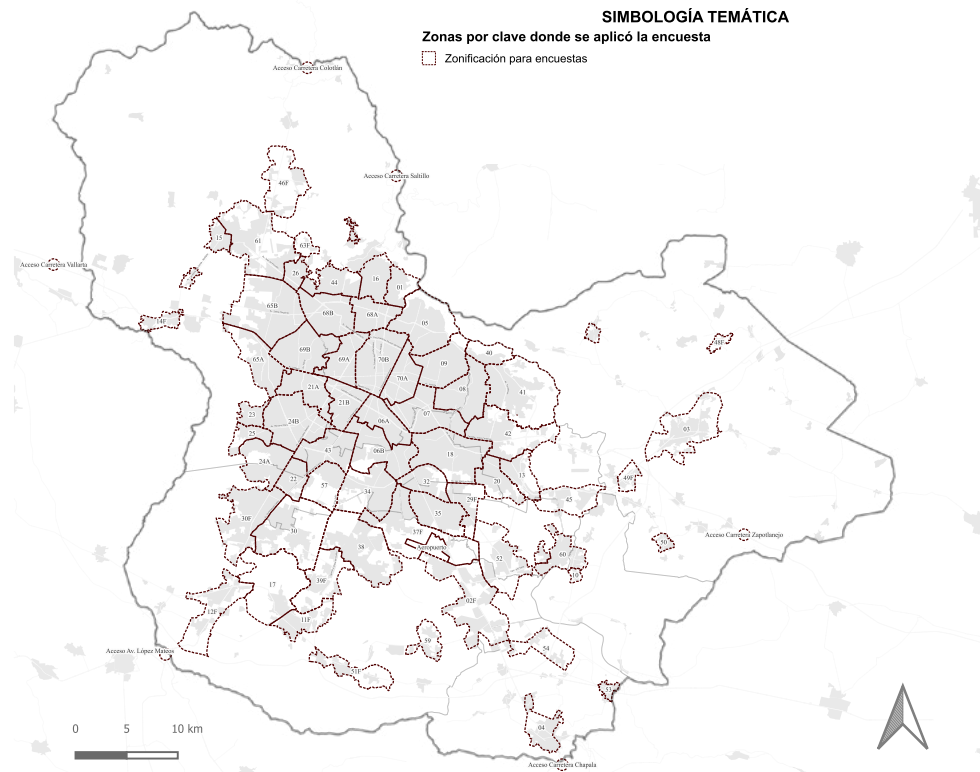 SIMBOLOGÍA TEMÁTICA
Zonas por clave donde se aplicó la encuesta
Zonificación para encuestas
Acceso Carretera Colotlán
Acceso Carretera Saltillo
46F
15
61
63F
Acceso Carretera Vallarta
26
44
16
01
65B
68B
68A
14F
05
48F
65A
69B
69A
70B
09
40
70A
21A
08
41
23
21B
24B
06A
07
03
25
42
43
06B
18
24A
22
57
32
20
13
49F
34
29F
45
30F
35
30
37F
50
Acceso Carretera Zapotlanejo
38
Aeropuerto
52
60
17
39F
19
12F
02F
11F
59
54
Acceso Av. López Mateos
51F
53
04
0 5 10 km
Acceso Carretera Chapala